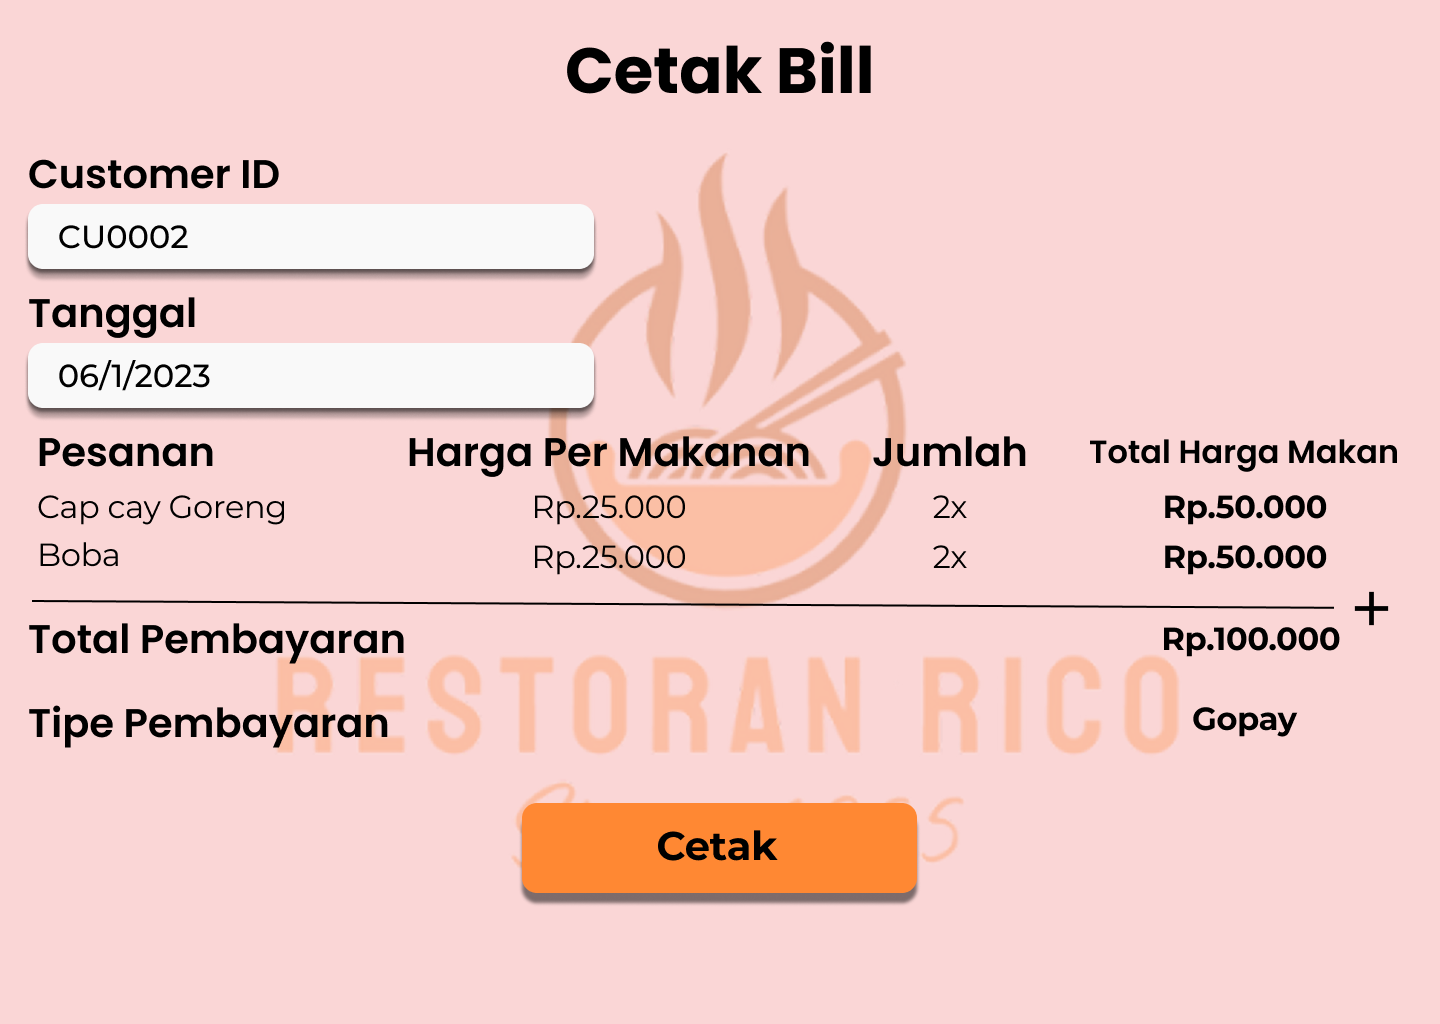 Cetak Bill
Customer ID
CU0002
Tanggal
06/1/2023
Pesanan Harga Per Makanan Jumlah Total Harga Makan
Cap cay Goreng Rp.25.000 2x Rp.50.000
Boba Rp.25.000 2x Rp.50.000
+
Total Pembayaran Rp.100.000
RESTORAN RICO
Tipe Pembayaran Gopay
Cetak